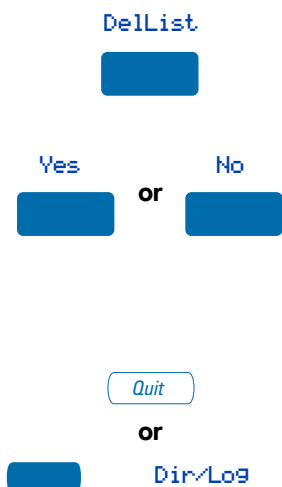 DelList
Yes No
or
Quit
or
Dir/Log